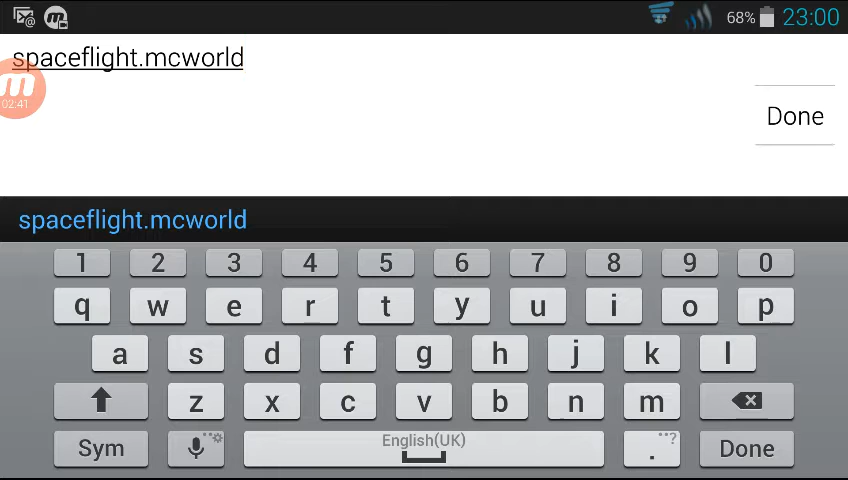 68% 23:00
spaceflight.mcworld
02:41
Done
spaceflight.mcworld
1 2 3 4 5 6 7 8 9 0
q w e r t y u i o p
a s d f g h j k l
z x c v b n m
Sym English(UK) . ? Done